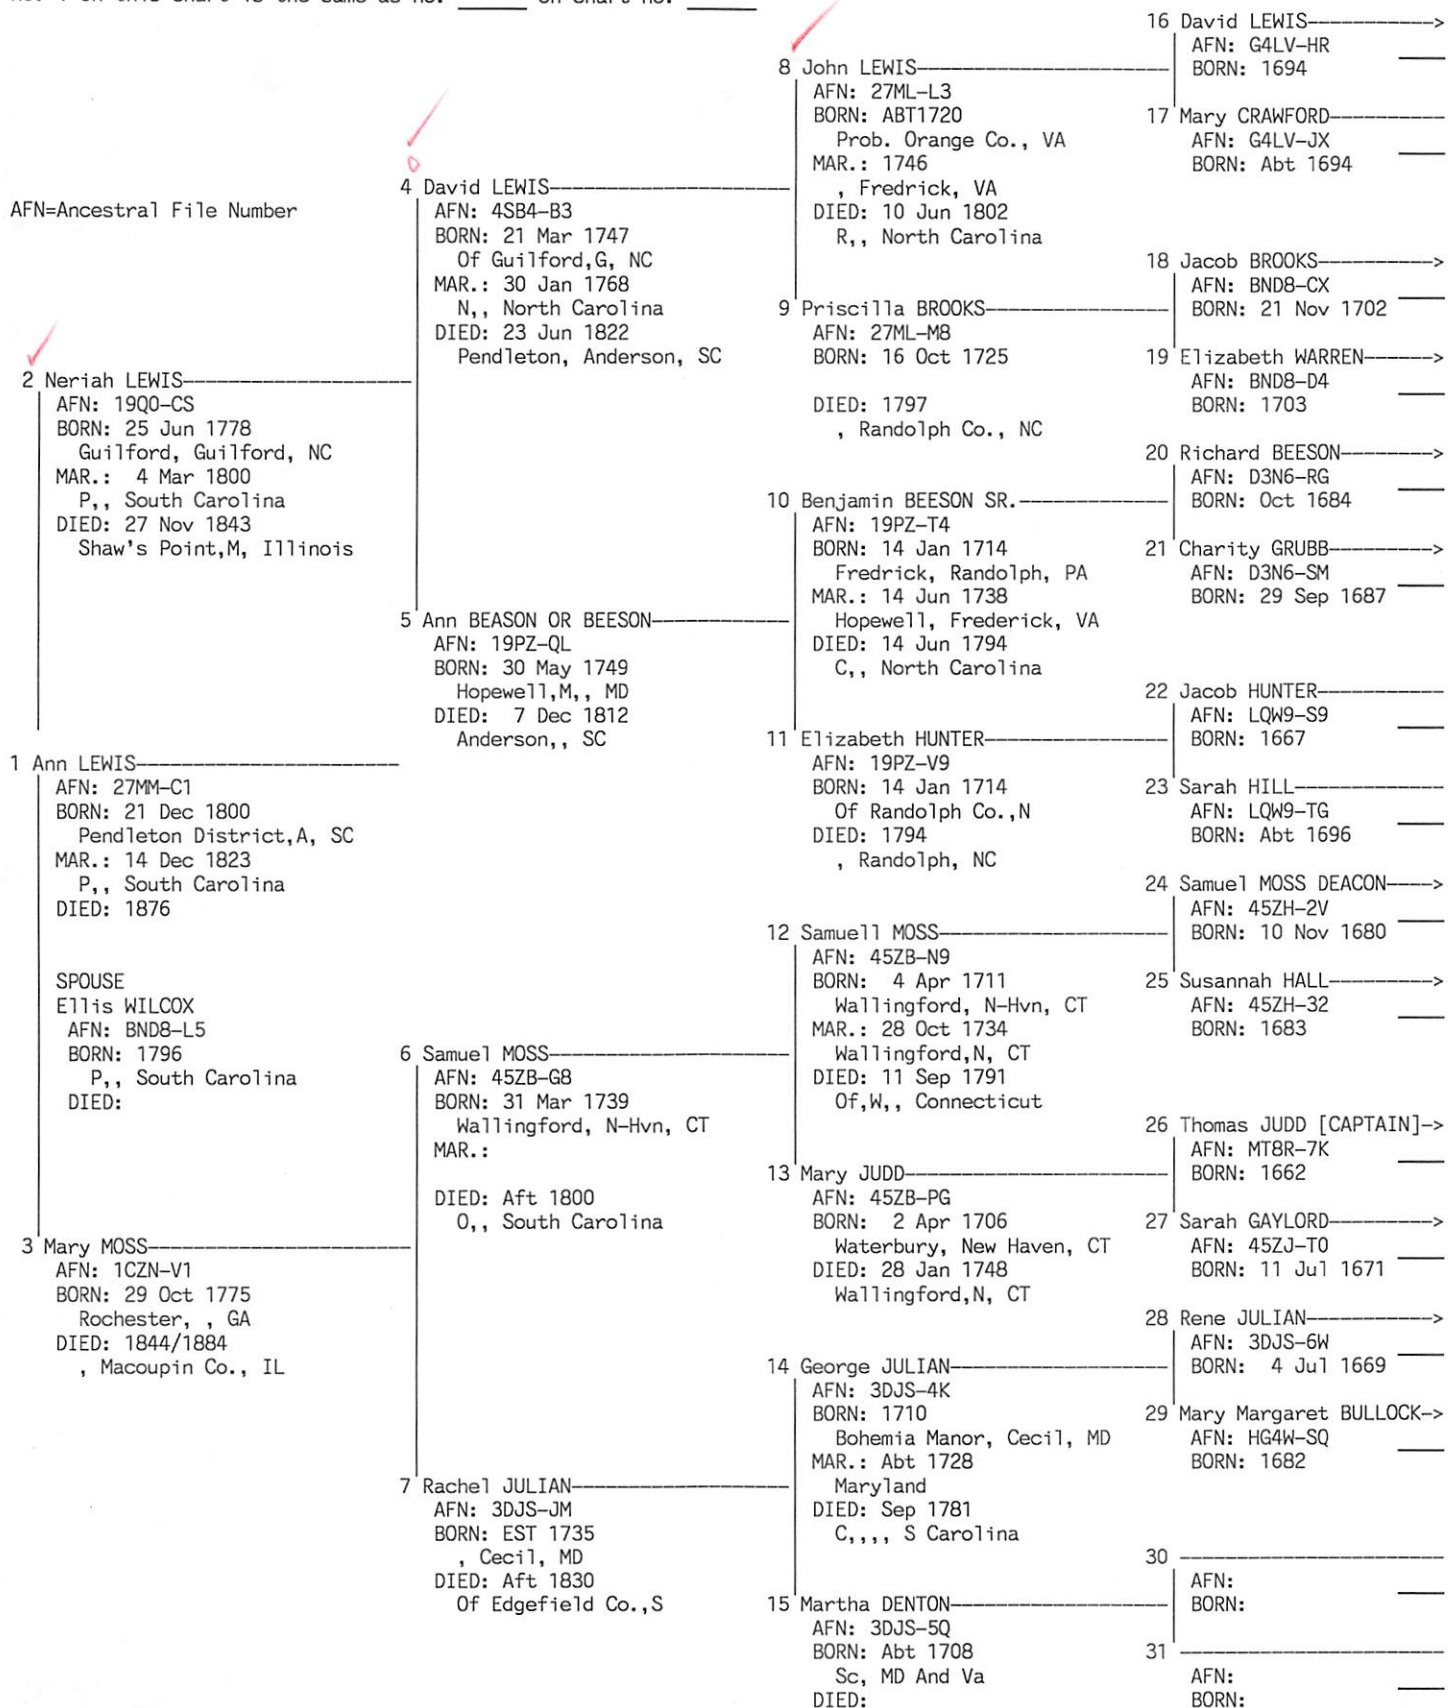 16 David LEWIS----------->
AFN: G4LV-HR
BORN: 1694
8 John LEWIS
AFN: 27ML-L3
BORN: ABT1720
Prob. Orange Co., VA
MAR.: 1746
, Fredrick, VA
DIED: 10 Jun 1802
R,, North Carolina
17 Mary CRAWFORD
AFN: G4LV-JX
BORN: Abt 1694
AFN=Ancestral File Number
4 David LEWIS
AFN: 4SB4-B3
BORN: 21 Mar 1747
Of Guilford,G, NC
MAR.: 30 Jan 1768
N,, North Carolina
DIED: 23 Jun 1822
Pendleton, Anderson, SC
18 Jacob BROOKS---------->
AFN: BND8-CX
BORN: 21 Nov 1702
9 Priscilla BROOKS
AFN: 27ML-M8
BORN: 16 Oct 1725
DIED: 1797
, Randolph Co., NC
19 Elizabeth WARREN------>
AFN: BND8-D4
BORN: 1703
2 Neriah LEWIS
AFN: 19Q0-CS
BORN: 25 Jun 1778
Guilford, Guilford, NC
MAR.: 4 Mar 1800
P,, South Carolina
DIED: 27 Nov 1843
Shaw's Point,M, Illinois
20 Richard BEESON-------->
AFN: D3N6-RG
BORN: Oct 1684
10 Benjamin BEESON SR.
AFN: 19PZ-T4
BORN: 14 Jan 1714
Fredrick, Randolph, PA
MAR.: 14 Jun 1738
Hopewell, Frederick, VA
DIED: 14 Jun 1794
C,, North Carolina
21 Charity GRUBB--------->
AFN: D3N6-SM
BORN: 29 Sep 1687
5 Ann BEASON OR BEESON
AFN: 19PZ-QL
BORN: 30 May 1749
Hopewell,M,, MD
DIED: 7 Dec 1812
Anderson,, SC
22 Jacob HUNTER
AFN: LQW9-S9
BORN: 1667
11 Elizabeth HUNTER
AFN: 19PZ-V9
BORN: 14 Jan 1714
Of Randolph Co.,N
DIED: 1794
, Randolph, NC
23 Sarah HILL
AFN: LQW9-TG
BORN: Abt 1696
1 Ann LEWIS
AFN: 27MM-C1
BORN: 21 Dec 1800
Pendleton District,A, SC
MAR.: 14 Dec 1823
P,, South Carolina
DIED: 1876
SPOUSE
Ellis WILCOX
AFN: BND8-L5
BORN: 1796
P,, South Carolina
DIED:
24 Samuel MOSS DEACON---->
AFN: 45ZH-2V
BORN: 10 Nov 1680
12 Samuell MOSS
AFN: 45ZB-N9
BORN: 4 Apr 1711
Wallingford, N-Hvn, CT
MAR.: 28 Oct 1734
Wallingford,N, CT
DIED: 11 Sep 1791
Of,W,, Connecticut
25 Susannah HALL--------->
AFN: 45ZH-32
BORN: 1683
6 Samuel MOSS
AFN: 45ZB-G8
BORN: 31 Mar 1739
Wallingford, N-Hvn, CT
MAR.:
DIED: Aft 1800
O,, South Carolina
26 Thomas JUDD [CAPTAIN]->
AFN: MT8R-7K
BORN: 1662
13 Mary JUDD
AFN: 45ZB-PG
BORN: 2 Apr 1706
Waterbury, New Haven, CT
DIED: 28 Jan 1748
Wallingford,N, CT
27 Sarah GAYLORD--------->
AFN: 45ZJ-T0
BORN: 11 Jul 1671
3 Mary MOSS
AFN: 1CZN-V1
BORN: 29 Oct 1775
Rochester, , GA
DIED: 1844/1884
, Macoupin Co., IL
28 Rene JULIAN----------->
AFN: 3DJS-6W
BORN: 4 Jul 1669
14 George JULIAN
AFN: 3DJS-4K
BORN: 1710
Bohemia Manor, Cecil, MD
MAR.: Abt 1728
Maryland
DIED: Sep 1781
C,,,, S Carolina
29 Mary Margaret BULLOCK->
AFN: HG4W-SQ
BORN: 1682
7 Rachel JULIAN
AFN: 3DJS-JM
BORN: EST 1735
, Cecil, MD
DIED: Aft 1830
Of Edgefield Co.,S
30
AFN:
BORN:
15 Martha DENTON
AFN: 3DJS-5Q
BORN: Abt 1708
Sc, MD And Va
DIED:
31
AFN:
BORN: